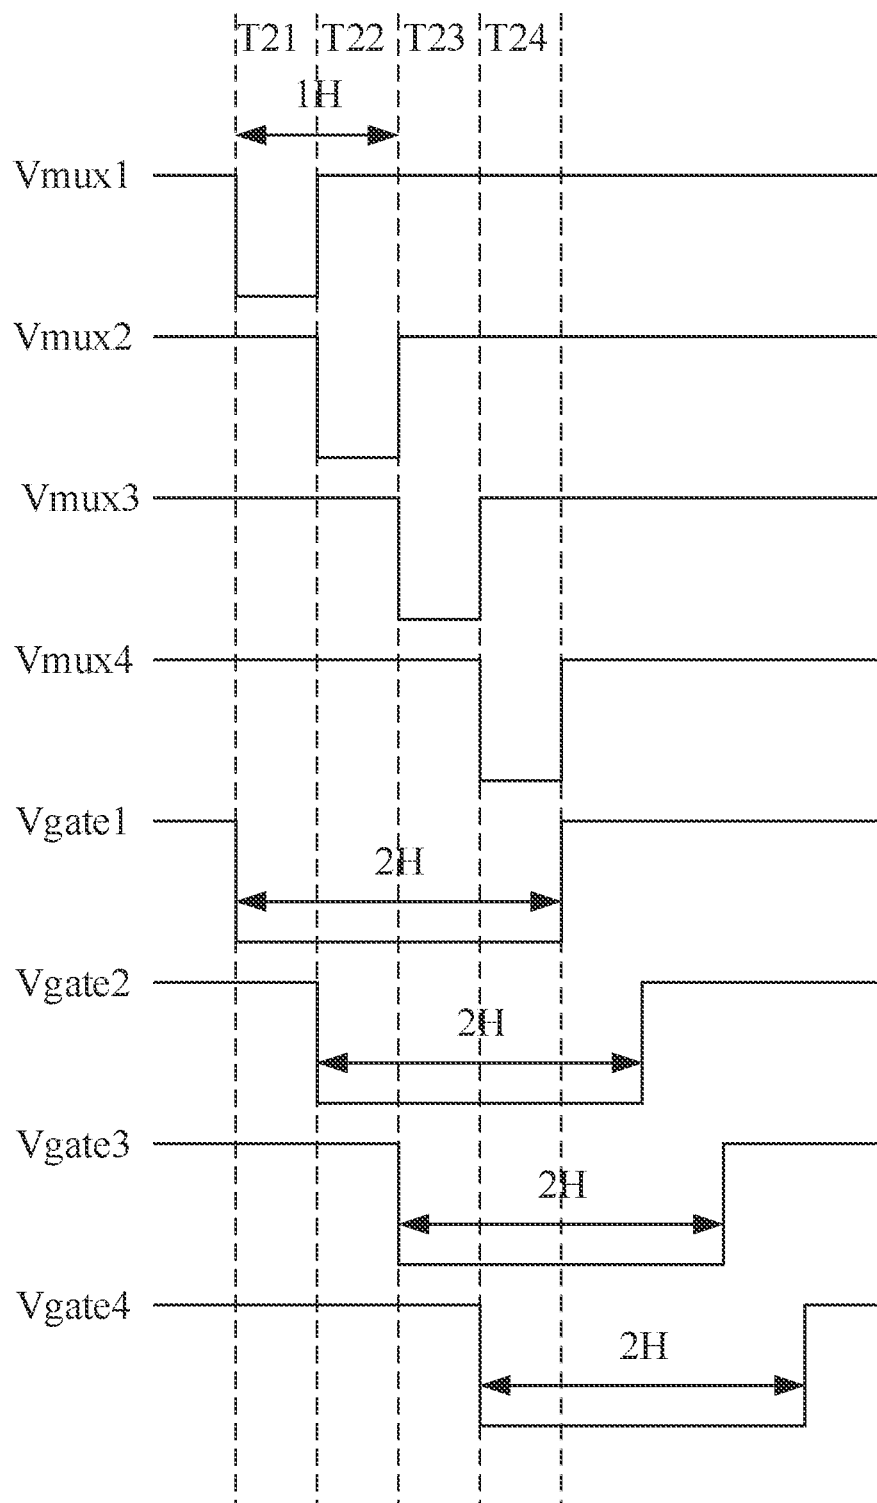 T21 T22 T23 T24
1H
Vmux1
Vmux2
Vmux3
Vmux4
Vgate1
2H
Vgate2
2H
Vgate3
2H
Vgate4
2H